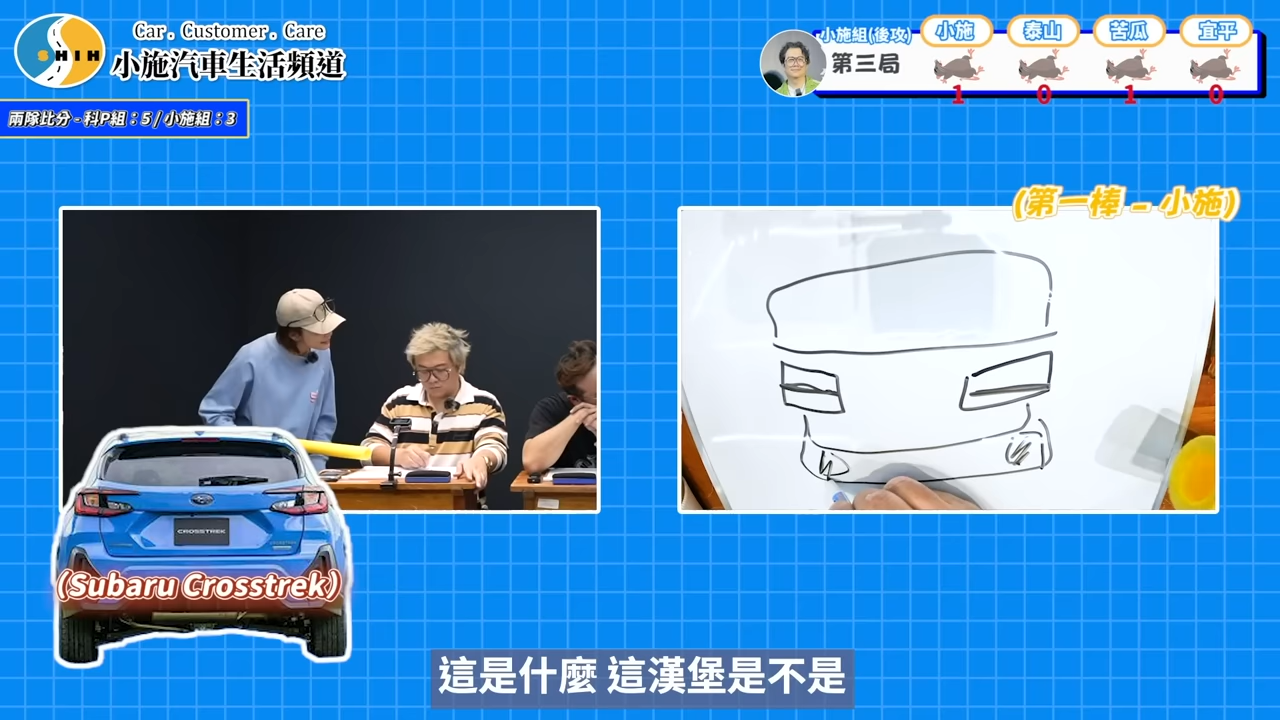 Car. Customer. Care
SHIH
小施汽車生活頻道
兩隊比分 - 科P組：5 / 小施組：3
小施組(後攻)
第三局
小施 泰山 苦瓜 宜平
1 0 1 0
(第一棒 - 小施)
CROSSTREK
(Subaru Crosstrek)
這是什麼 這漢堡是不是